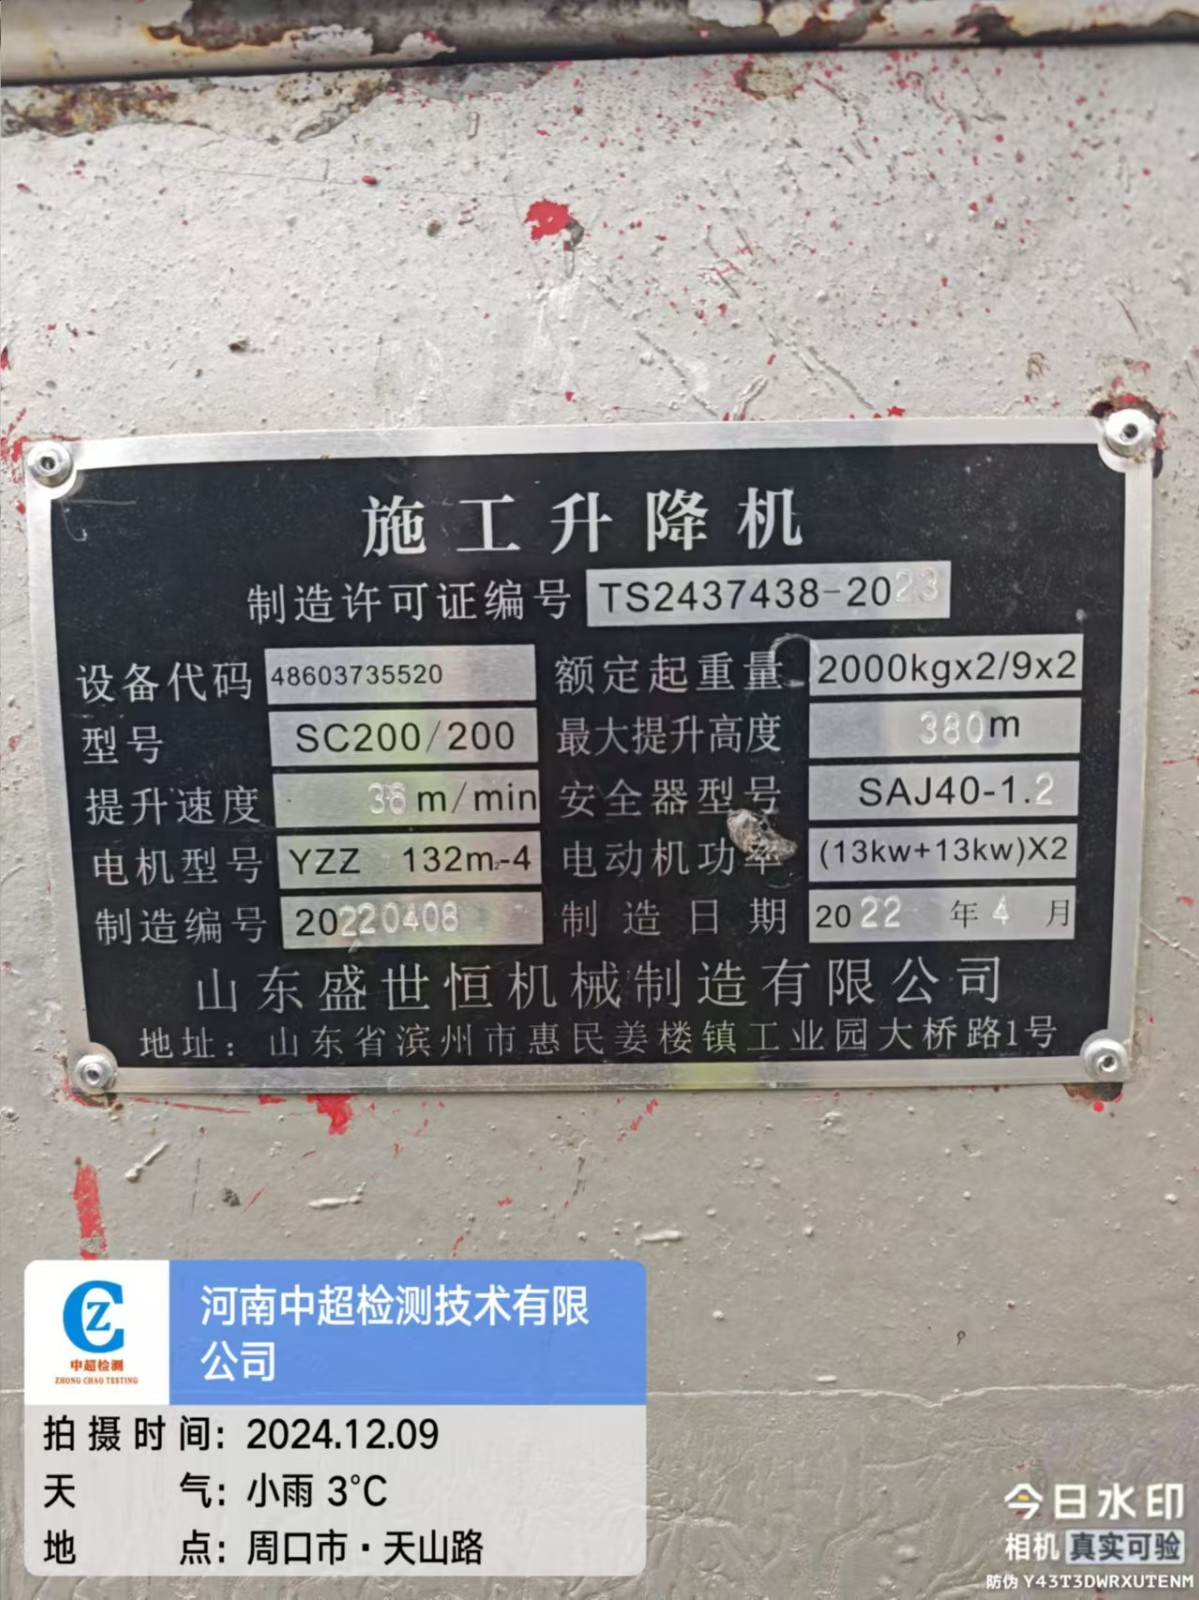 施工升降机
制造许可证编号 TS2437438-2023
设备代码 48603735520 额定起重量 2000kgx2/9x2
型号 SC200/200 最大提升高度 380m
提升速度 36m/min 安全器型号 SAJ40-1.2
电机型号 YZZ 132m-4 电动机功率 (13kw+13kw)X2
制造编号 20220408 制造日期 2022年4月
山东盛世恒机械制造有限公司
地址：山东省滨州市惠民姜楼镇工业园大桥路1号
中超检测
ZHONG CHAO TESTING
河南中超检测技术有限
公司
拍摄时间：2024.12.09
天气：小雨 3℃
地点：周口市·天山路
今日水印
相机 真实可验
防伪 Y43T3DWRXUTENM